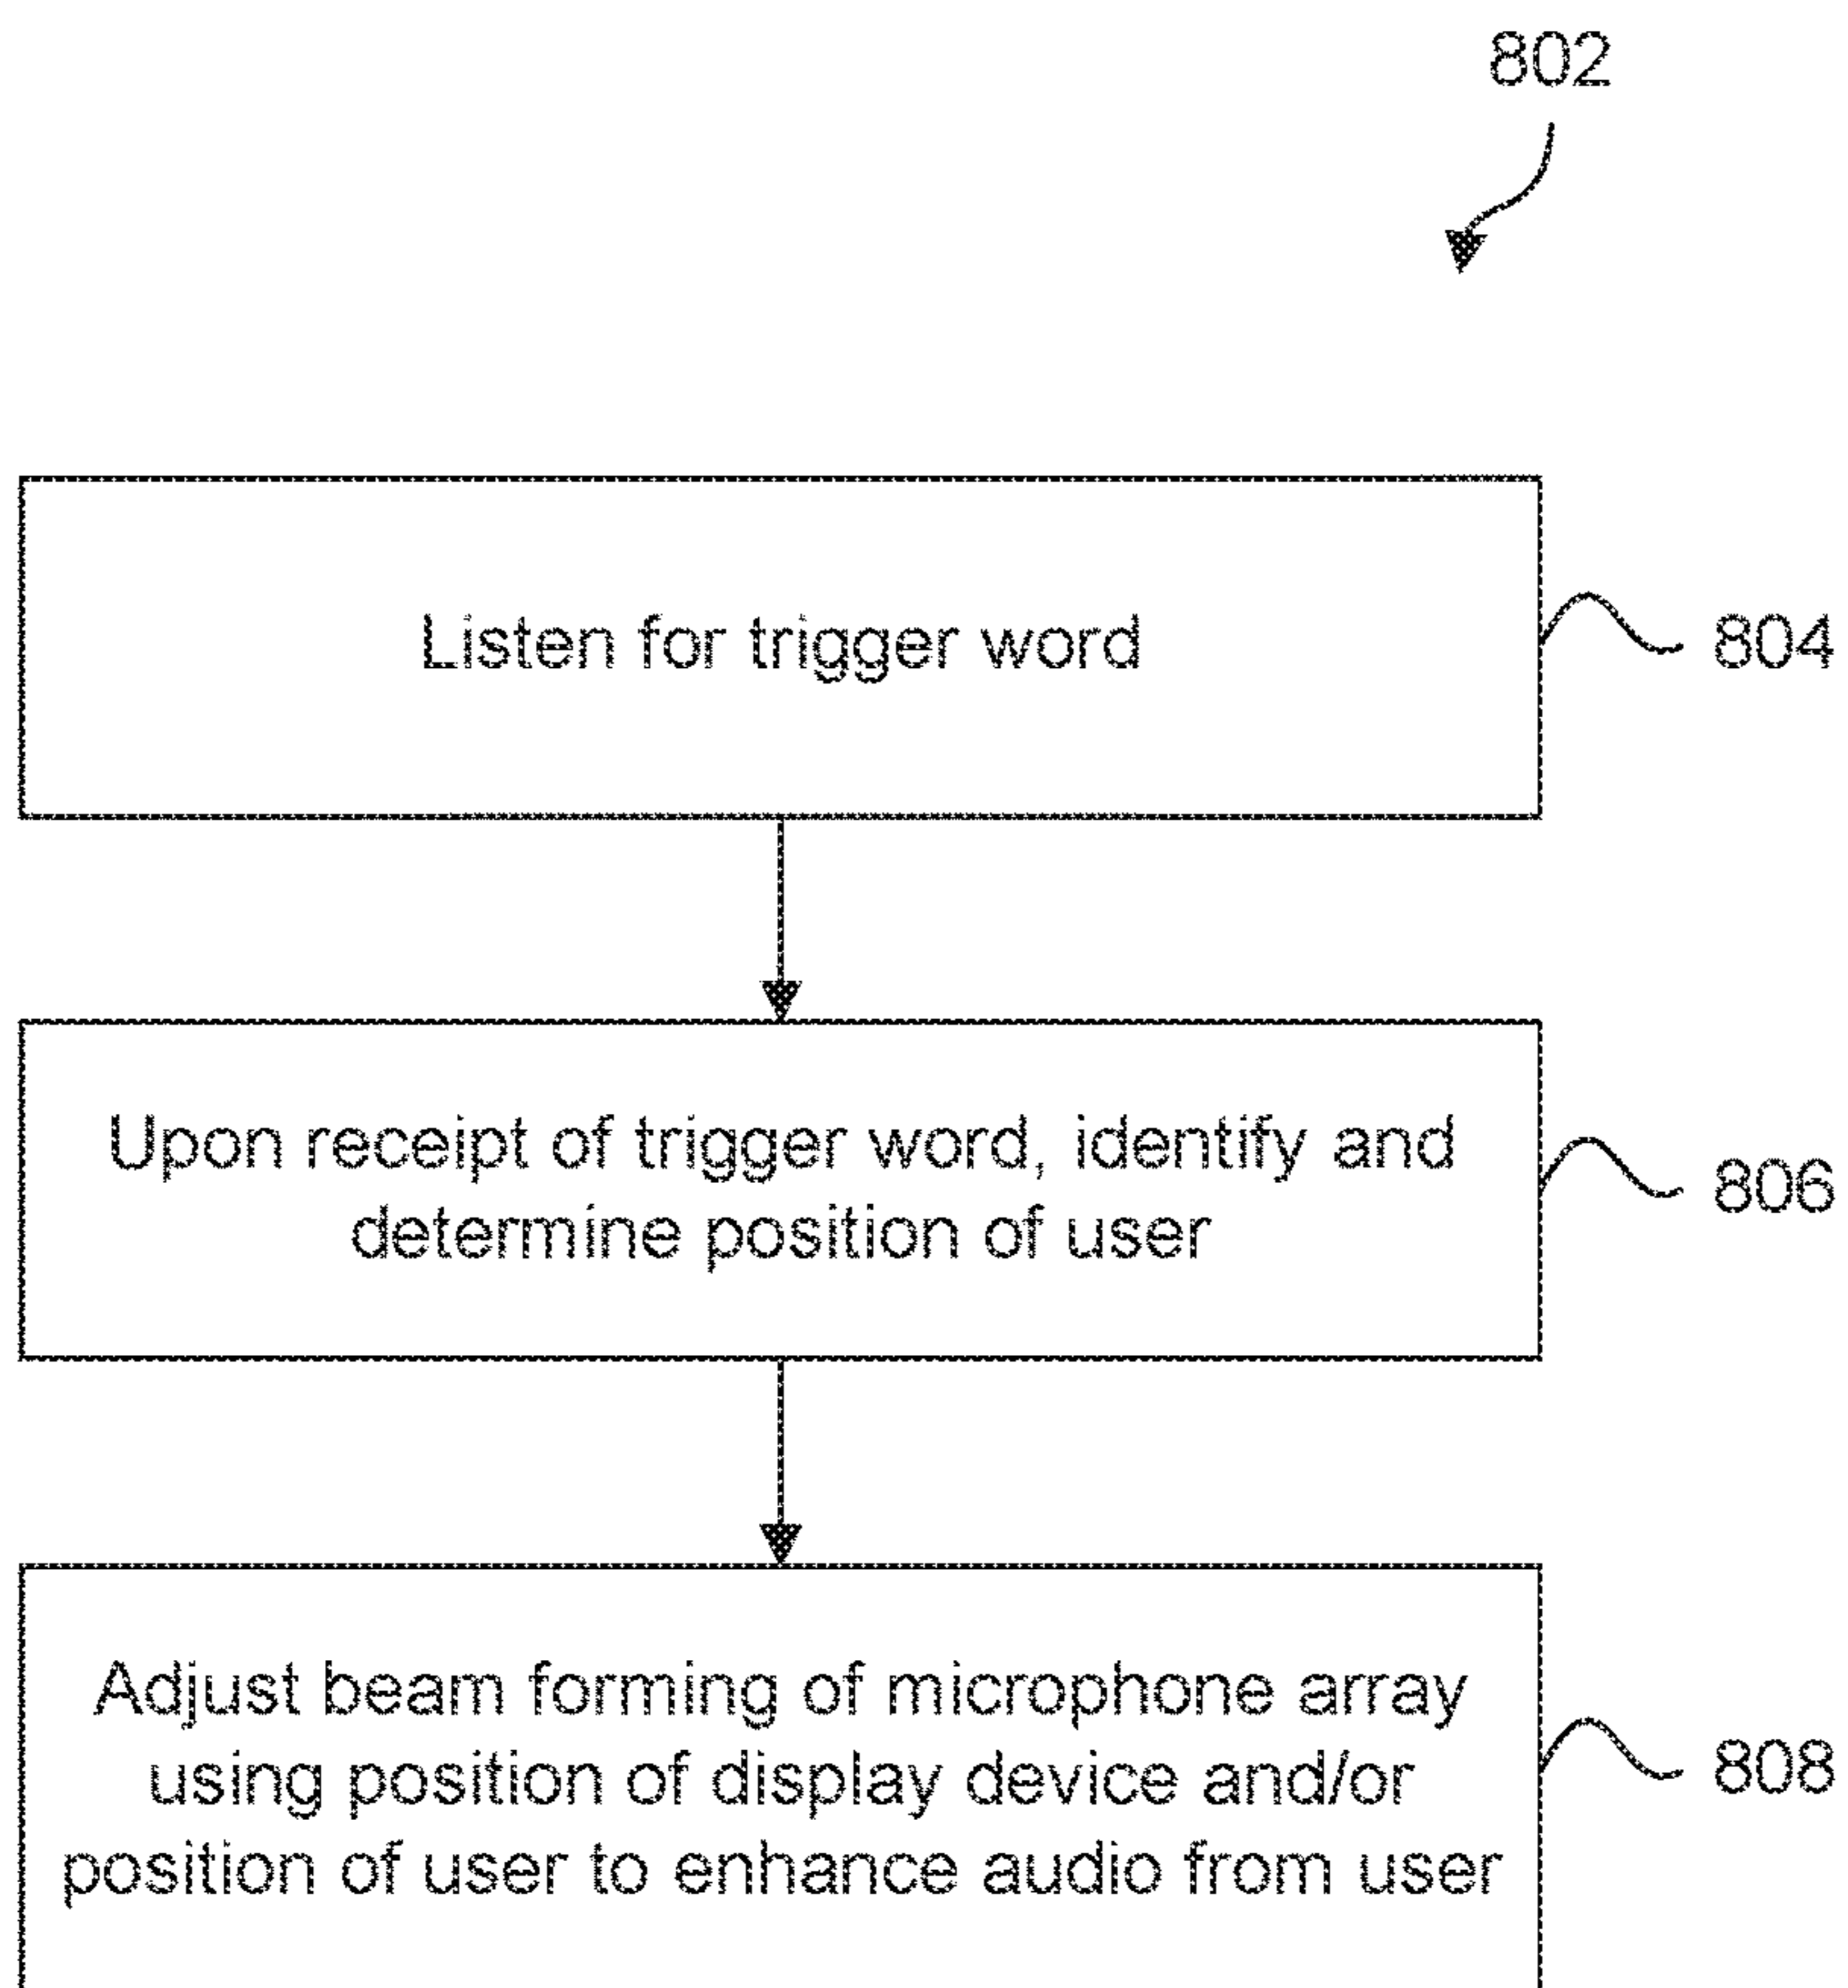 802
Listen for trigger word
804
Upon receipt of trigger word, identify and
determine position of user
806
Adjust beam forming of microphone array
using position of display device and/or
position of user to enhance audio from user
808